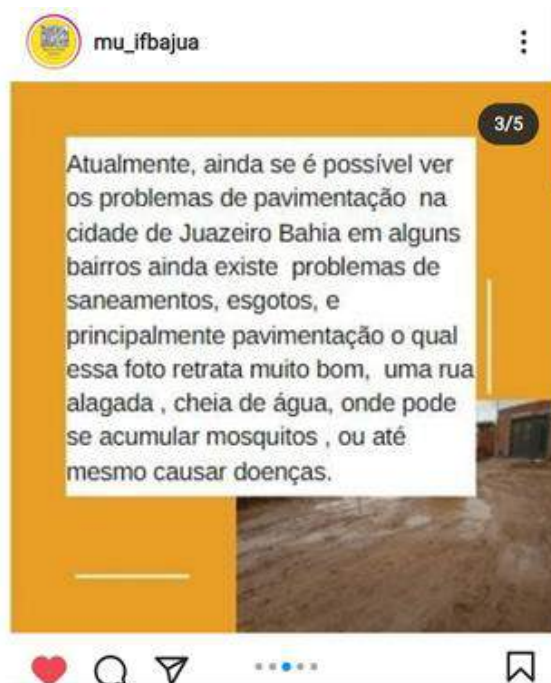 mu_ifbajua
3/5
Atualmente, ainda se é possível ver
os problemas de pavimentação na
cidade de Juazeiro Bahia em alguns
bairros ainda existe problemas de
saneamentos, esgotos, e
principalmente pavimentação o qual
essa foto retrata muito bom, uma rua
alagada , cheia de água, onde pode
se acumular mosquitos , ou até
mesmo causar doenças.